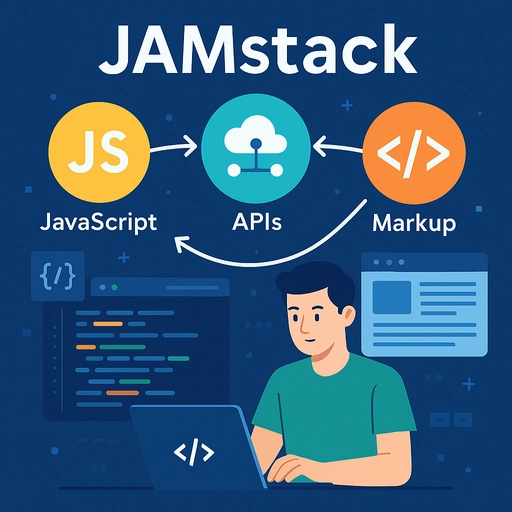 JAMstack
JS
</>
JavaScript
APIs
Markup
{/}
</>